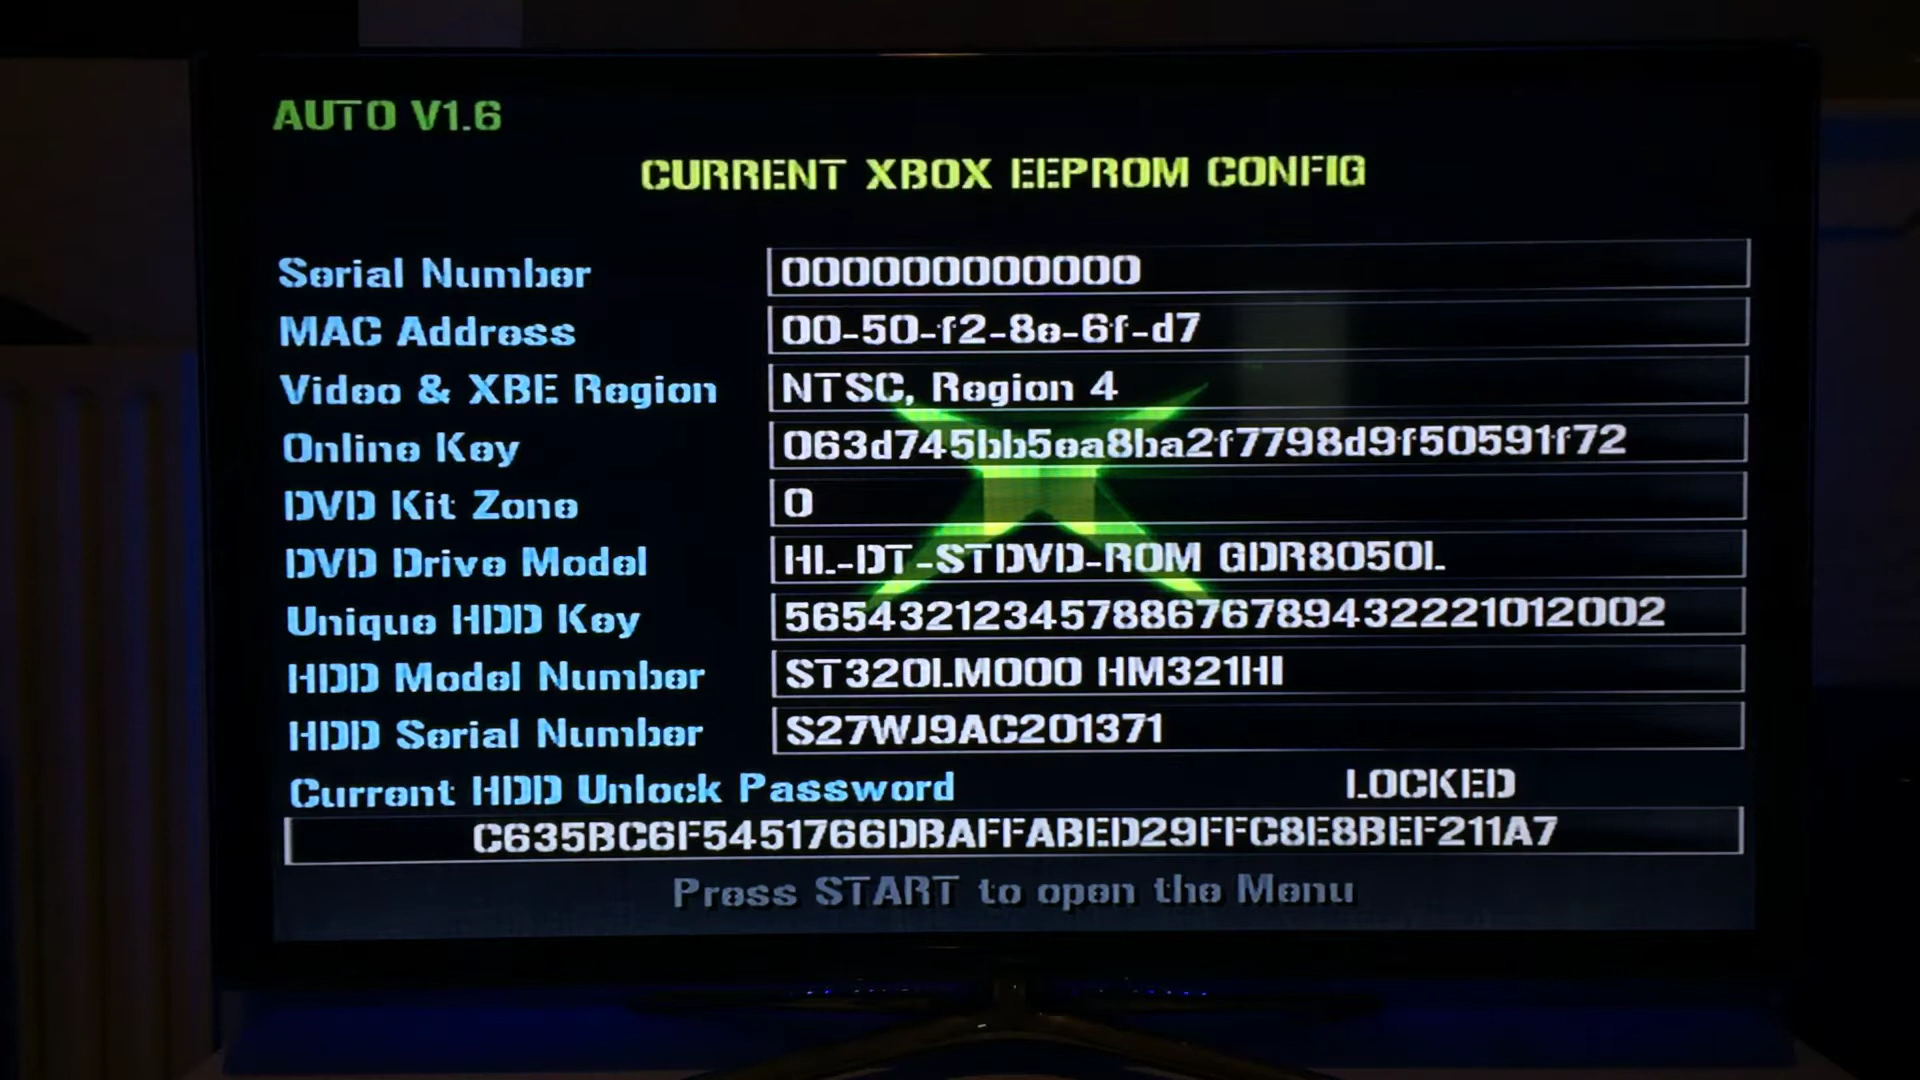 AUTO V1.6
CURRENT XBOX EEPROM CONFIG
Serial Number 000000000000
MAC Address 00-50-f2-8e-6f-d7
Video & XBE Region NTSC, Region 4
Online Key 063d745bb5ea8ba2f7798d9f50591f72
DVD Kit Zone 0
DVD Drive Model HL-DT-STDVD-ROM GDR8050L
Unique HDD Key 56543212345788676789432221012002
HDD Model Number ST320LM000 HM321HI
HDD Serial Number S27WJ9AC201371
Current HDD Unlock Password LOCKED
C635BC6F5451766DBAFFABED29FFC8E8BEF211A7
Press START to open the Menu